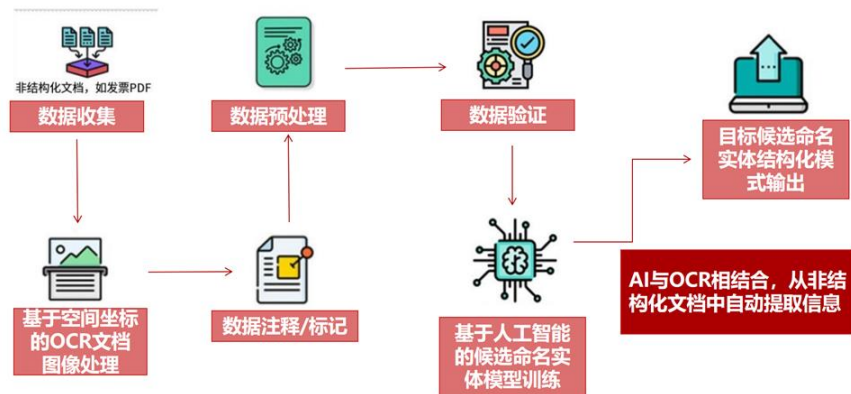 非结构化文档，如发票PDF
数据收集
数据预处理
数据验证
目标候选命名
实体结构化模
式输出
基于空间坐标
的OCR文档
图像处理
数据注释/标记
基于人工智能
的候选命名实
体模型训练
AI与OCR相结合，从非结
构化文档中自动提取信息